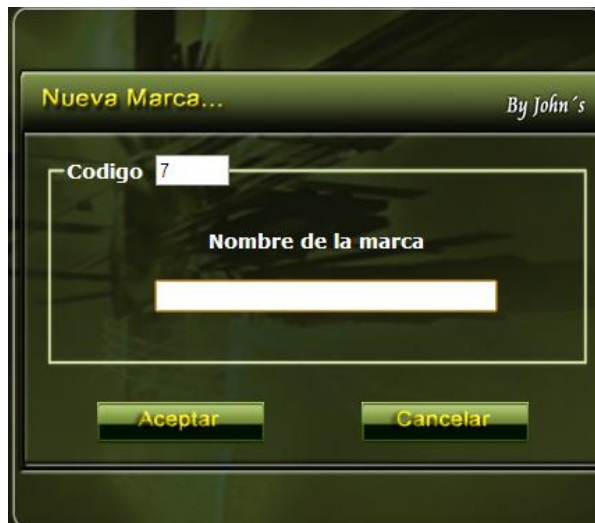 Nueva Marca...
By John´s
Codigo 7
Nombre de la marca
Aceptar
Cancelar